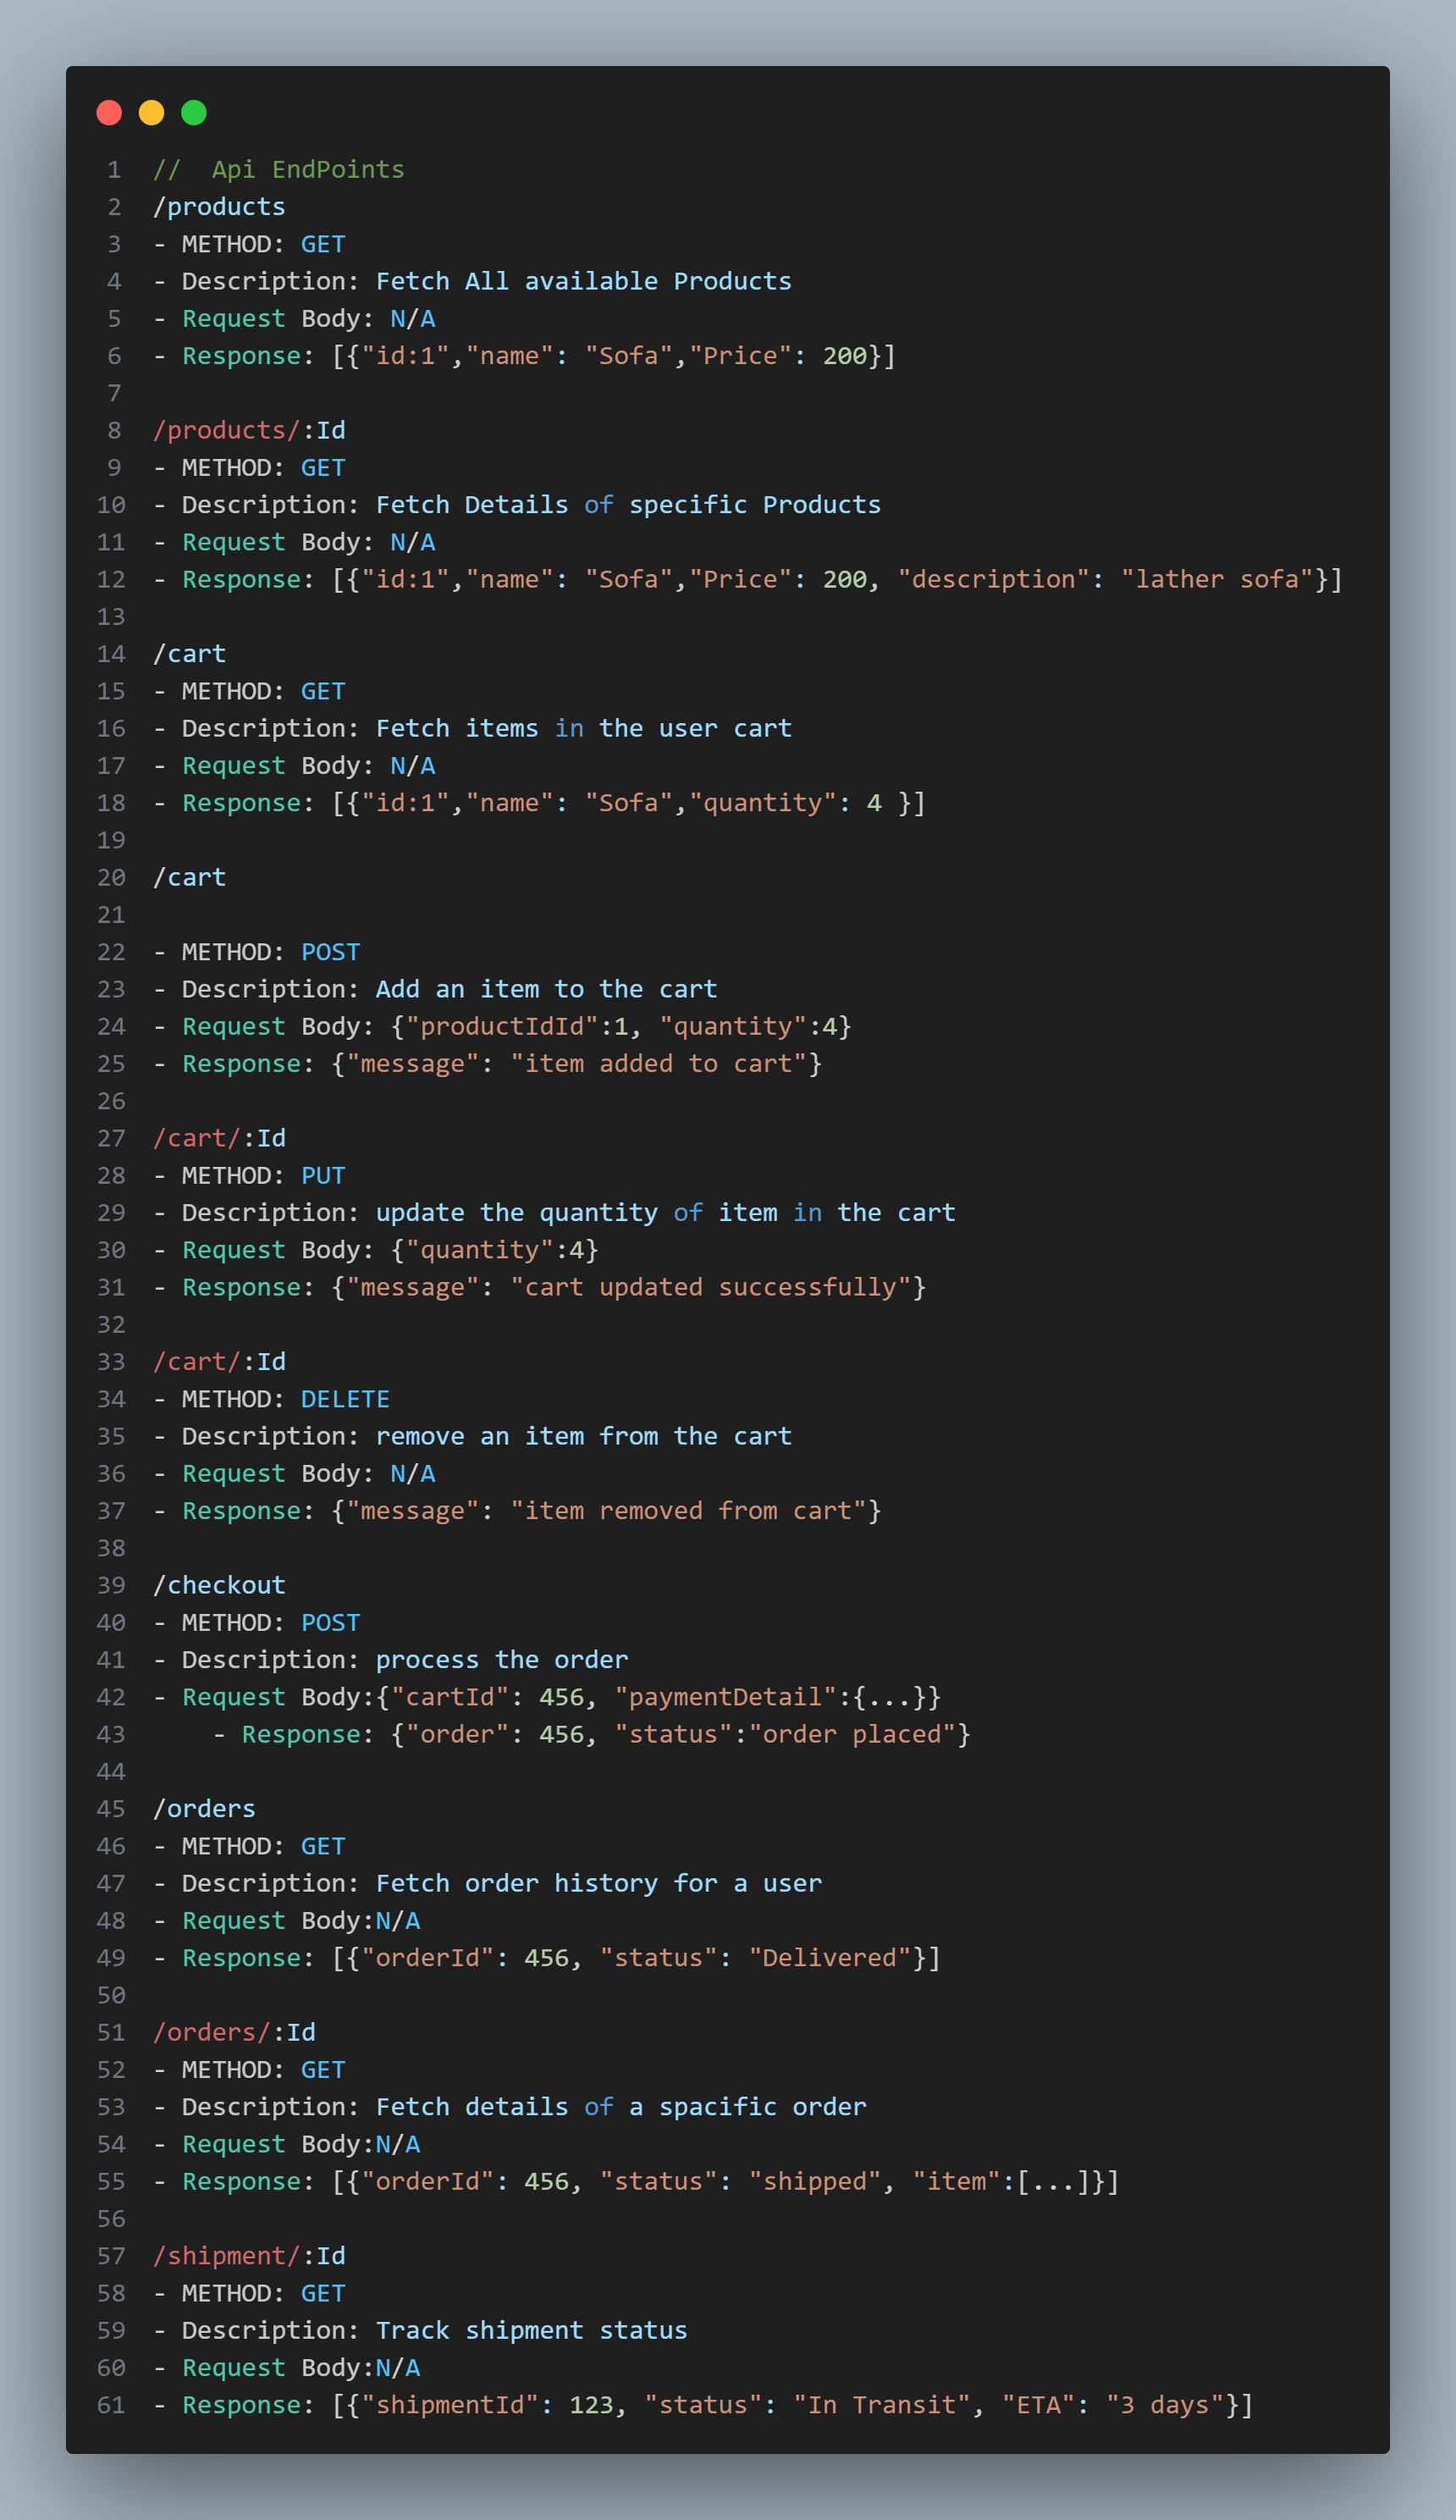 1 //  Api EndPoints
2 /products
3 - METHOD: GET
4 - Description: Fetch All available Products
5 - Request Body: N/A
6 - Response: [{"id:1","name": "Sofa","Price": 200}]
7
8 /products/:Id
9 - METHOD: GET
10 - Description: Fetch Details of specific Products
11 - Request Body: N/A
12 - Response: [{"id:1","name": "Sofa","Price": 200, "description": "lather sofa"}]
13
14 /cart
15 - METHOD: GET
16 - Description: Fetch items in the user cart
17 - Request Body: N/A
18 - Response: [{"id:1","name": "Sofa","quantity": 4 }]
19
20 /cart
21
22 - METHOD: POST
23 - Description: Add an item to the cart
24 - Request Body: {"productIdId":1, "quantity":4}
25 - Response: {"message": "item added to cart"}
26
27 /cart/:Id
28 - METHOD: PUT
29 - Description: update the quantity of item in the cart
30 - Request Body: {"quantity":4}
31 - Response: {"message": "cart updated successfully"}
32
33 /cart/:Id
34 - METHOD: DELETE
35 - Description: remove an item from the cart
36 - Request Body: N/A
37 - Response: {"message": "item removed from cart"}
38
39 /checkout
40 - METHOD: POST
41 - Description: process the order
42 - Request Body:{"cartId": 456, "paymentDetail":{...}}
43     - Response: {"order": 456, "status":"order placed"}
44
45 /orders
46 - METHOD: GET
47 - Description: Fetch order history for a user
48 - Request Body:N/A
49 - Response: [{"orderId": 456, "status": "Delivered"}]
50
51 /orders/:Id
52 - METHOD: GET
53 - Description: Fetch details of a spacific order
54 - Request Body:N/A
55 - Response: [{"orderId": 456, "status": "shipped", "item":[...]}]
56
57 /shipment/:Id
58 - METHOD: GET
59 - Description: Track shipment status
60 - Request Body:N/A
61 - Response: [{"shipmentId": 123, "status": "In Transit", "ETA": "3 days"}]